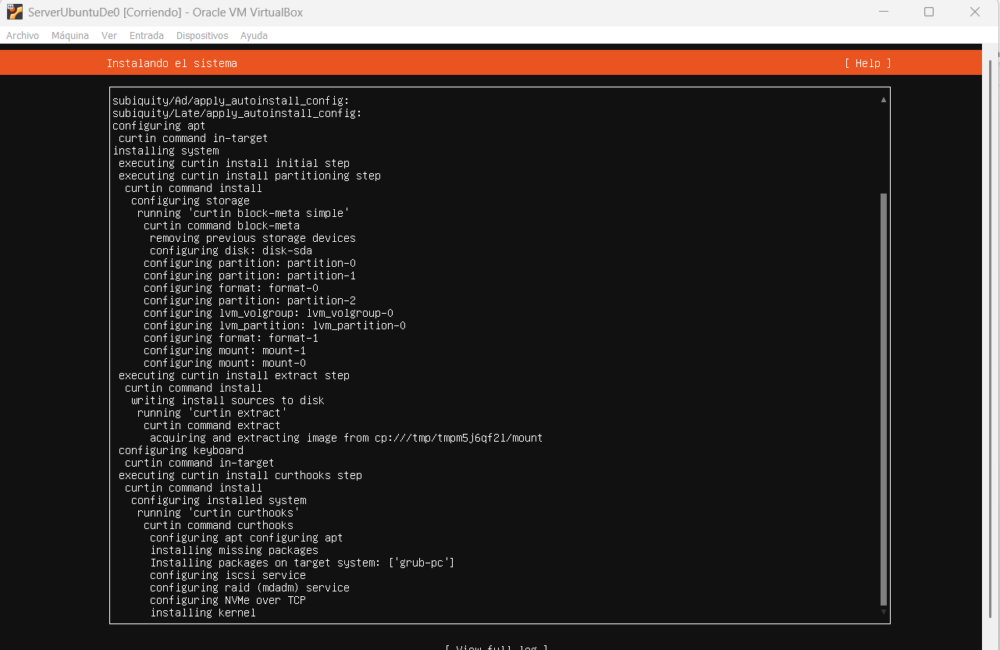 ServerUbuntuDe0 [Corriendo] - Oracle VM VirtualBox
Archivo Máquina Ver Entrada Dispositivos Ayuda
Instalando el sistema [ Help ]
subiquity/Ad/apply_autoinstall_config:
subiquity/Late/apply_autoinstall_config:
configuring apt
curtin command in-target
installing system
executing curtin install initial step
executing curtin install partitioning step
curtin command install
configuring storage
running 'curtin block-meta simple'
curtin command block-meta
removing previous storage devices
configuring disk: disk-sda
configuring partition: partition-0
configuring partition: partition-1
configuring format: format-0
configuring partition: partition-2
configuring lvm_volgroup: lvm_volgroup-0
configuring lvm_partition: lvm_partition-0
configuring format: format-1
configuring mount: mount-1
configuring mount: mount-0
executing curtin install extract step
curtin command install
writing install sources to disk
running 'curtin extract'
curtin command extract
acquiring and extracting image from cp:///tmp/tmpm5j6qf2l/mount
configuring keyboard
curtin command in-target
executing curtin install curthooks step
curtin command install
configuring installed system
running 'curtin curthooks'
curtin command curthooks
configuring apt configuring apt
installing missing packages
Installing packages on target system: ['grub-pc']
configuring iscsi service
configuring raid (mdadm) service
configuring NVMe over TCP
installing kernel
[ View full log ]